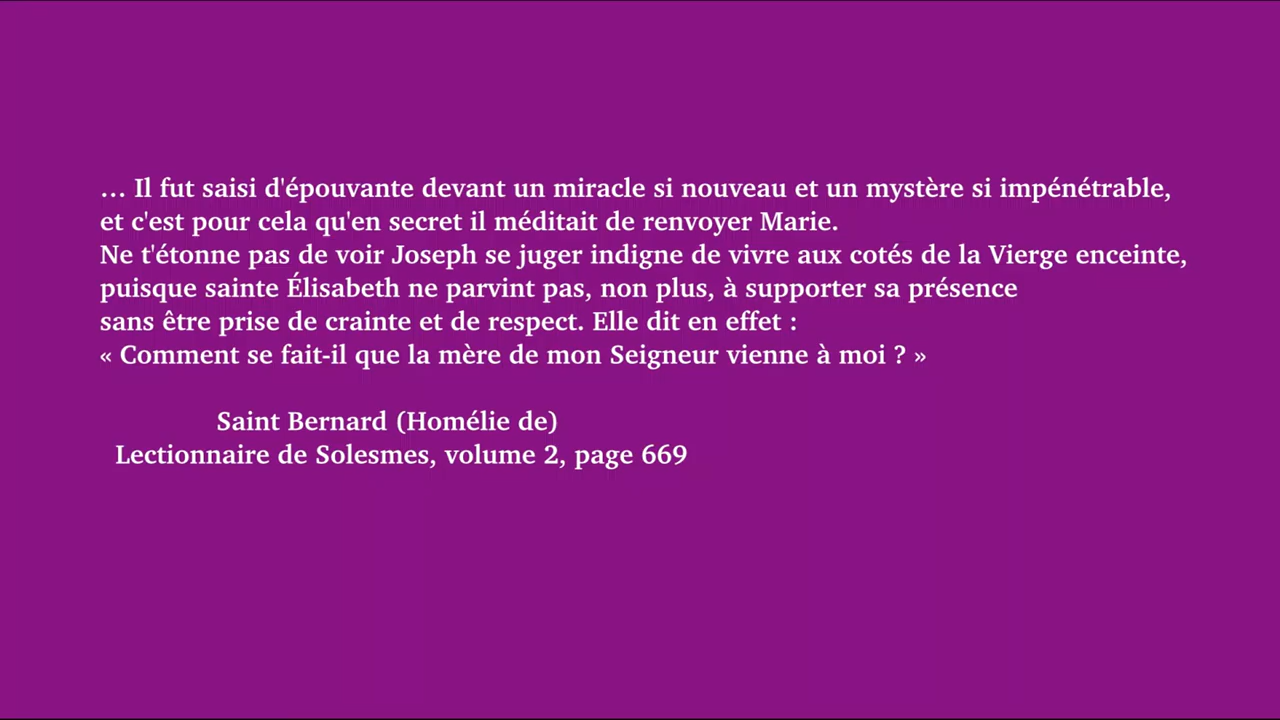 ... Il fut saisi d'épouvante devant un miracle si nouveau et un mystère si impénétrable,
et c'est pour cela qu'en secret il méditait de renvoyer Marie.
Ne t'étonne pas de voir Joseph se juger indigne de vivre aux cotés de la Vierge enceinte,
puisque sainte Élisabeth ne parvint pas, non plus, à supporter sa présence
sans être prise de crainte et de respect. Elle dit en effet :
« Comment se fait-il que la mère de mon Seigneur vienne à moi ? »
Saint Bernard (Homélie de)
Lectionnaire de Solesmes, volume 2, page 669